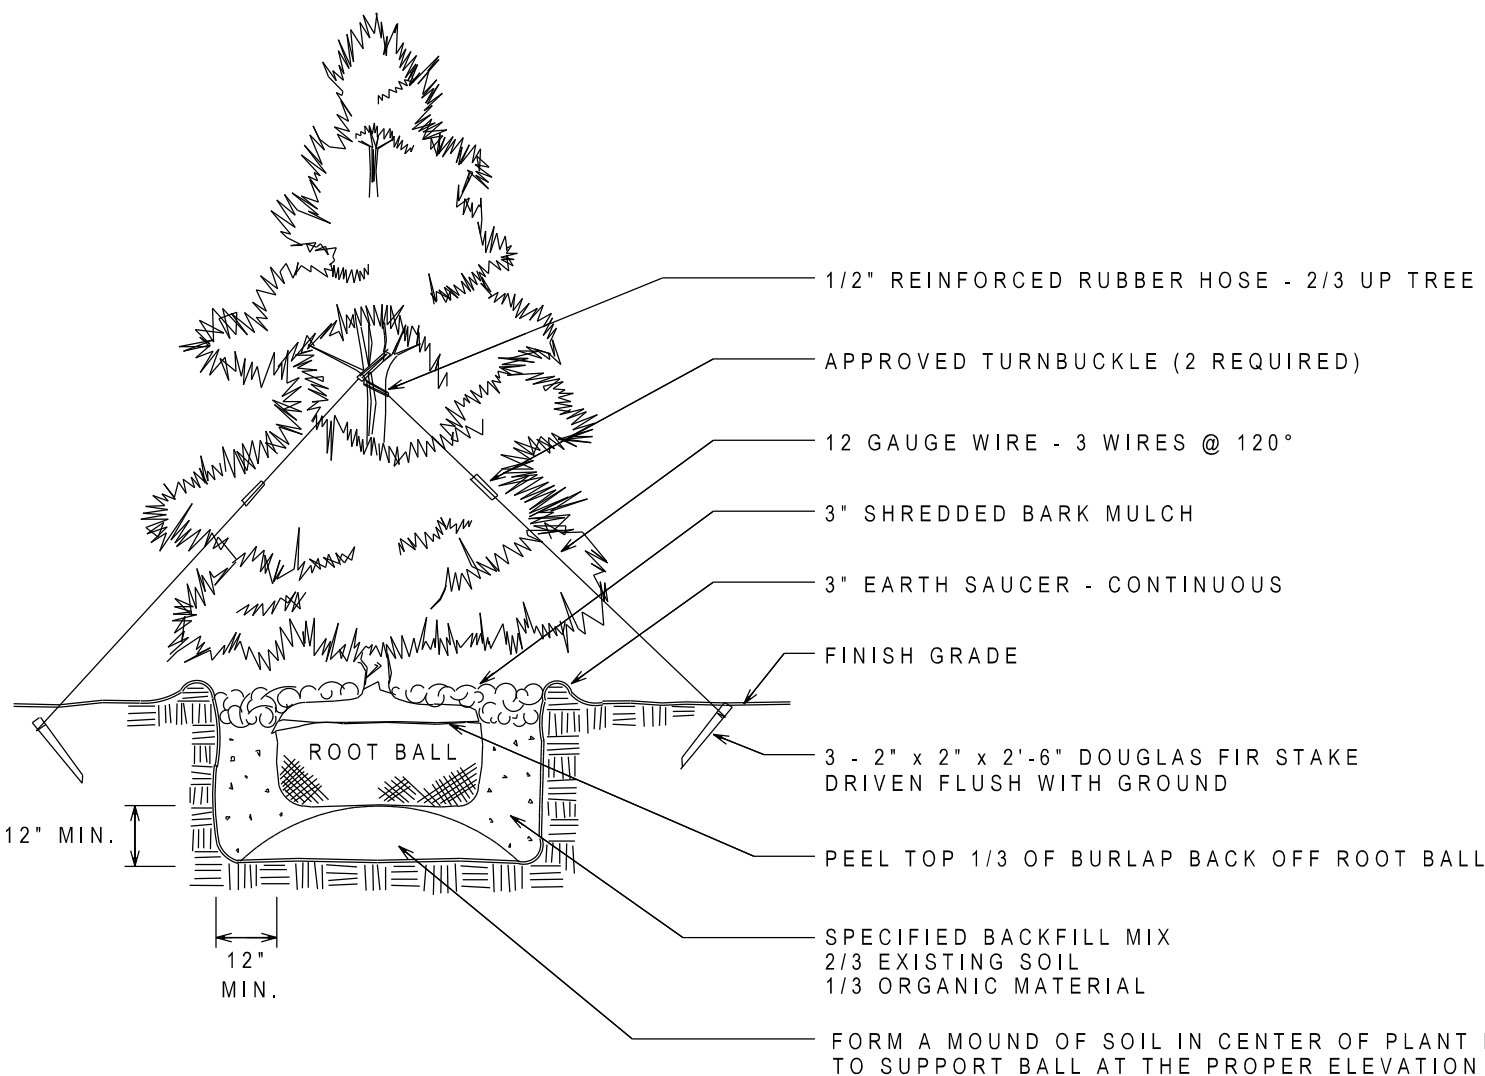 1/2" REINFORCED RUBBER HOSE - 2/3 UP TREE
APPROVED TURNBUCKLE (2 REQUIRED)
12 GAUGE WIRE - 3 WIRES @ 120°
3" SHREDDED BARK MULCH
3" EARTH SAUCER - CONTINUOUS
FINISH GRADE
ROOT BALL
3 - 2" x 2" x 2'-6" DOUGLAS FIR STAKE
DRIVEN FLUSH WITH GROUND
12" MIN.
PEEL TOP 1/3 OF BURLAP BACK OFF ROOT BALL
SPECIFIED BACKFILL MIX
2/3 EXISTING SOIL
1/3 ORGANIC MATERIAL
12"
MIN.
FORM A MOUND OF SOIL IN CENTER OF PLANT
TO SUPPORT BALL AT THE PROPER ELEVATION